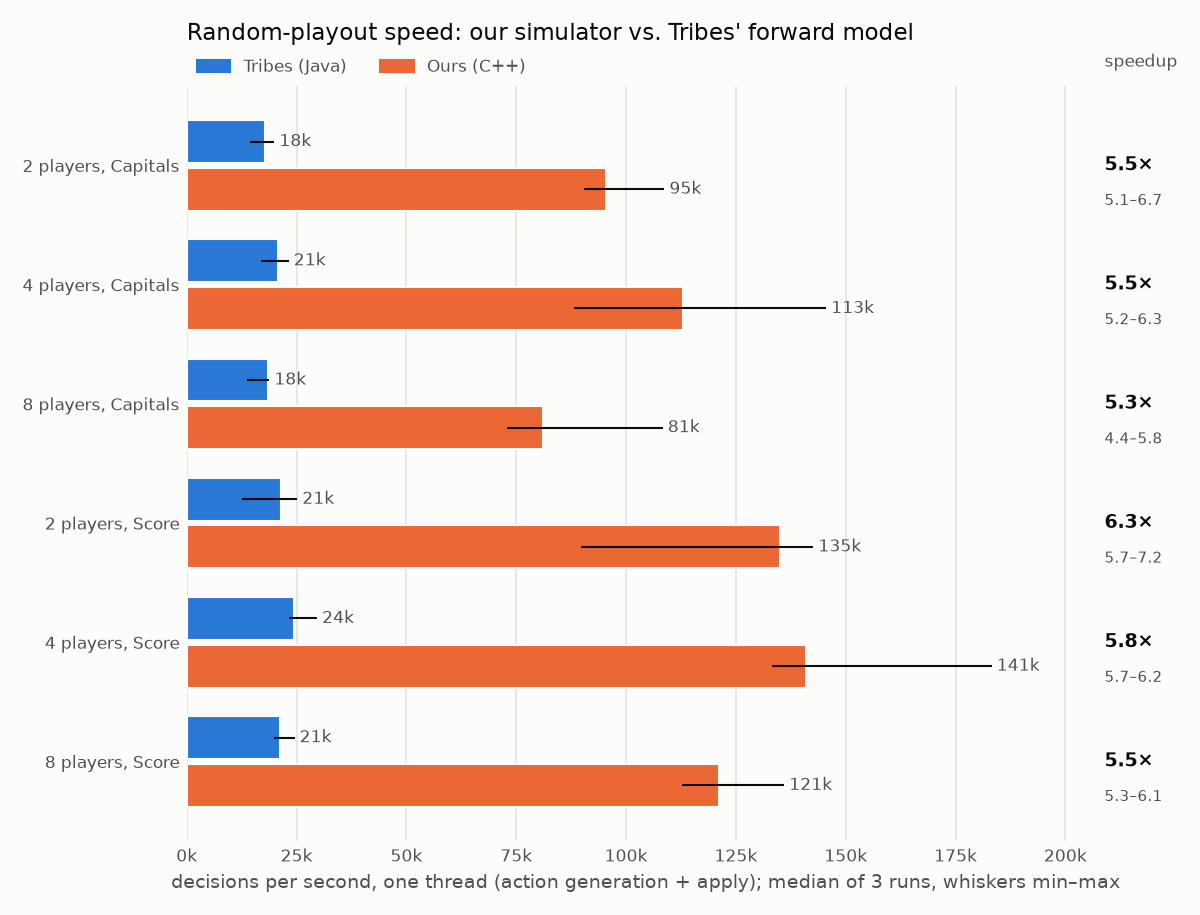 Random-playout speed: our simulator vs. Tribes' forward model
Tribes (Java) Ours (C++) speedup
18k
2 players, Capitals 5.5×
95k 5.1–6.7
21k
4 players, Capitals 5.5×
113k 5.2–6.3
18k
8 players, Capitals 5.3×
81k 4.4–5.8
21k
2 players, Score 6.3×
135k 5.7–7.2
24k
4 players, Score 5.8×
141k 5.7–6.2
21k
8 players, Score 5.5×
121k 5.3–6.1
0k 25k 50k 75k 100k 125k 150k 175k 200k
decisions per second, one thread (action generation + apply); median of 3 runs, whiskers min–max